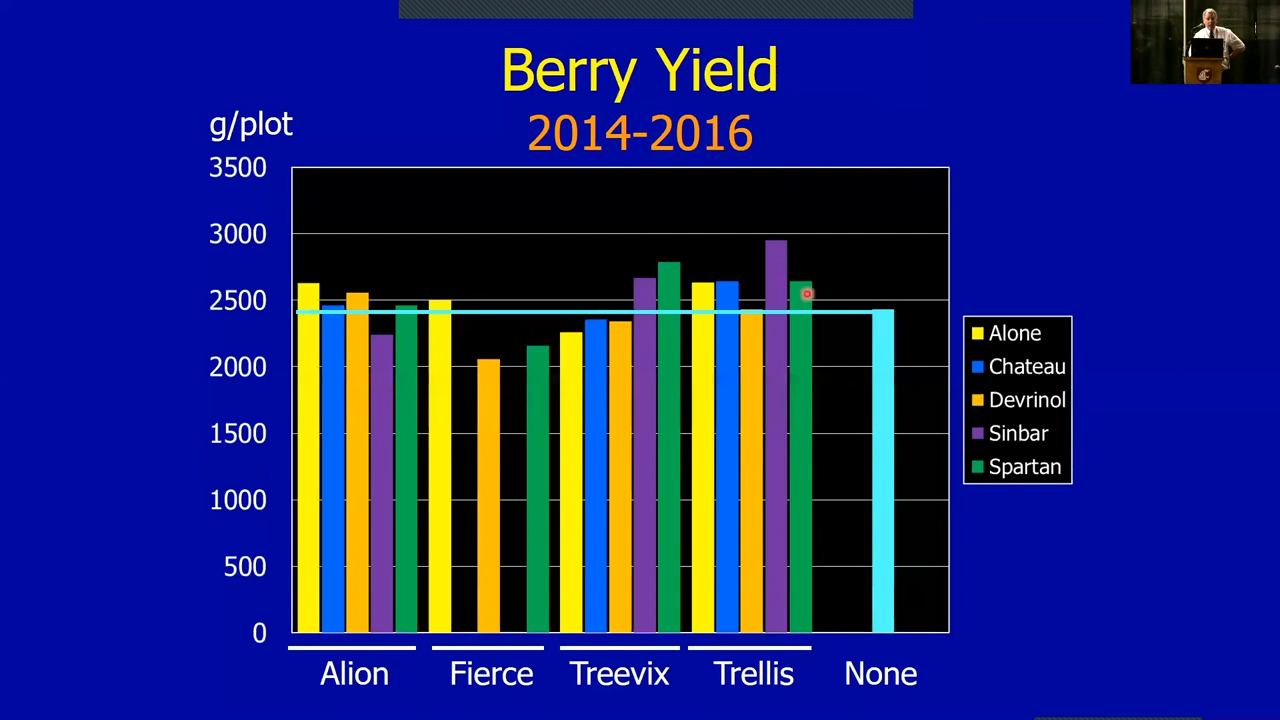 Berry Yield
2014-2016
g/plot
3500
3000
2500
2000
1500
1000
500
0
Alion
Fierce
Treevix
Trellis
None
Alone
Chateau
Devrinol
Sinbar
Spartan